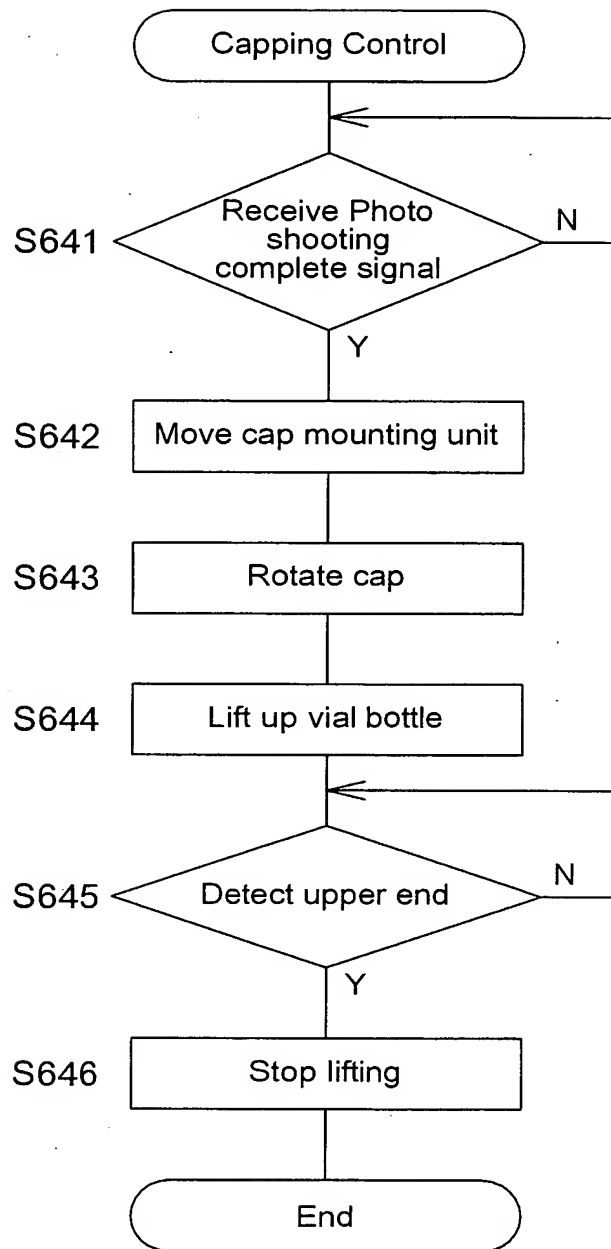 Capping Control
S641
Receive Photo
shooting
complete signal
N
Y
S642
Move cap mounting unit
S643
Rotate cap
S644
Lift up vial bottle
S645
Detect upper end
N
Y
S646
Stop lifting
End